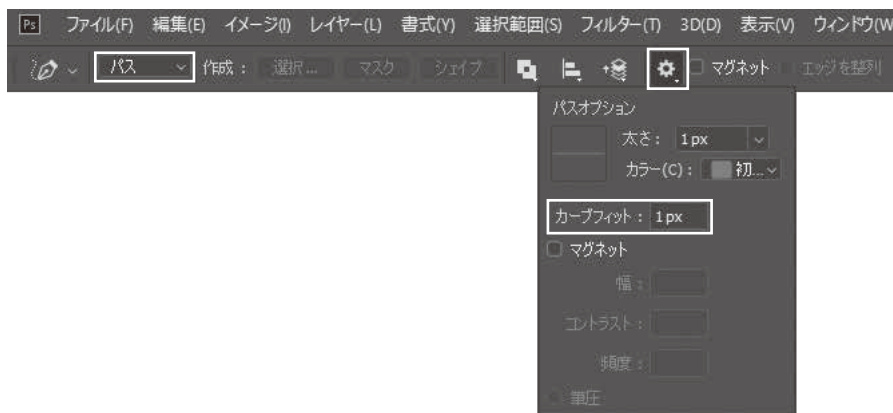 Ps ファイル(F) 編集(E) イメージ(I) レイヤー(L) 書式(Y) 選択範囲(S) フィルター(T) 3D(D) 表示(V) ウィンドウ(W
パス 作成： 選択... マスク シェイプ マグネット エッジを整列
パスオプション
太さ： 1 px
カラー(C)： 初...
カーブフィット： 1 px
マグネット
幅：
コントラスト：
頻度：
筆圧